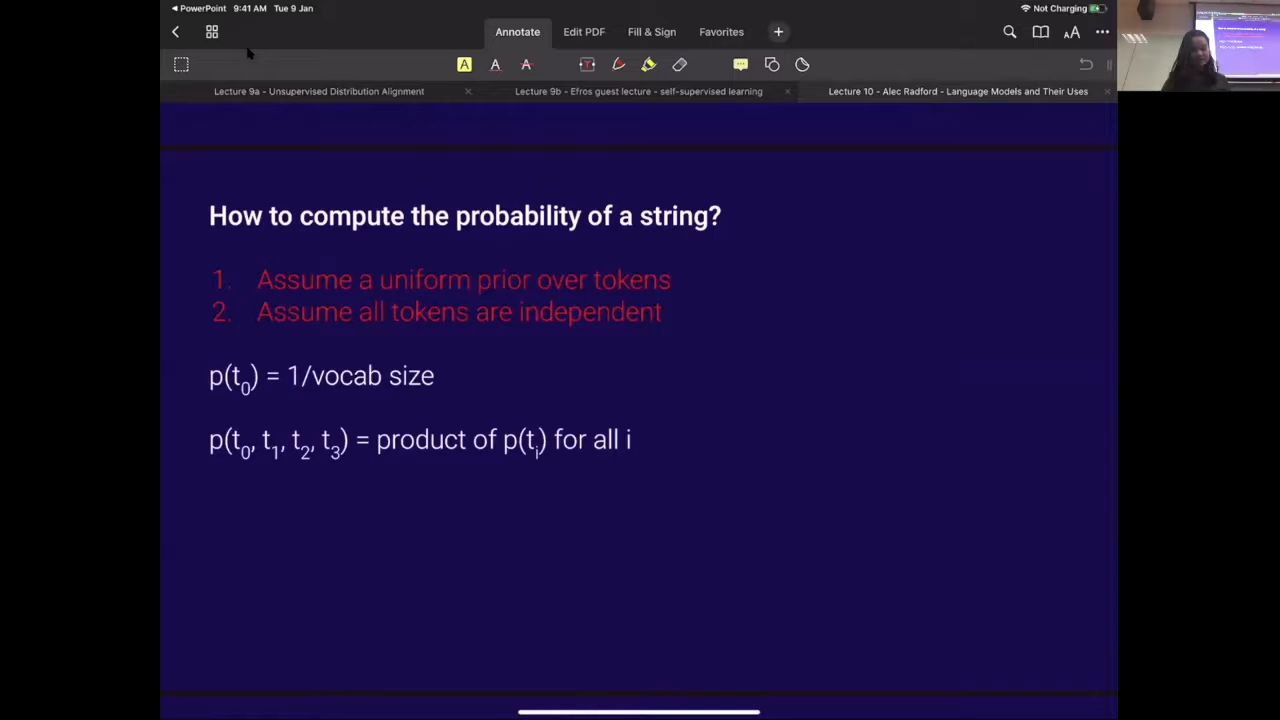 PowerPoint 9:41 AM Tue 9 Jan Not Charging
Annotate Edit PDF Fill & Sign Favorites
Lecture 9a - Unsupervised Distribution Alignment Lecture 9b - Efros guest lecture - self-supervised learning Lecture 10 - Alec Radford - Language Models and Their Uses
How to compute the probability of a string?
1. Assume a uniform prior over tokens
2. Assume all tokens are independent
p(t0) = 1/vocab size
p(t0, t1, t2, t3) = product of p(ti) for all i